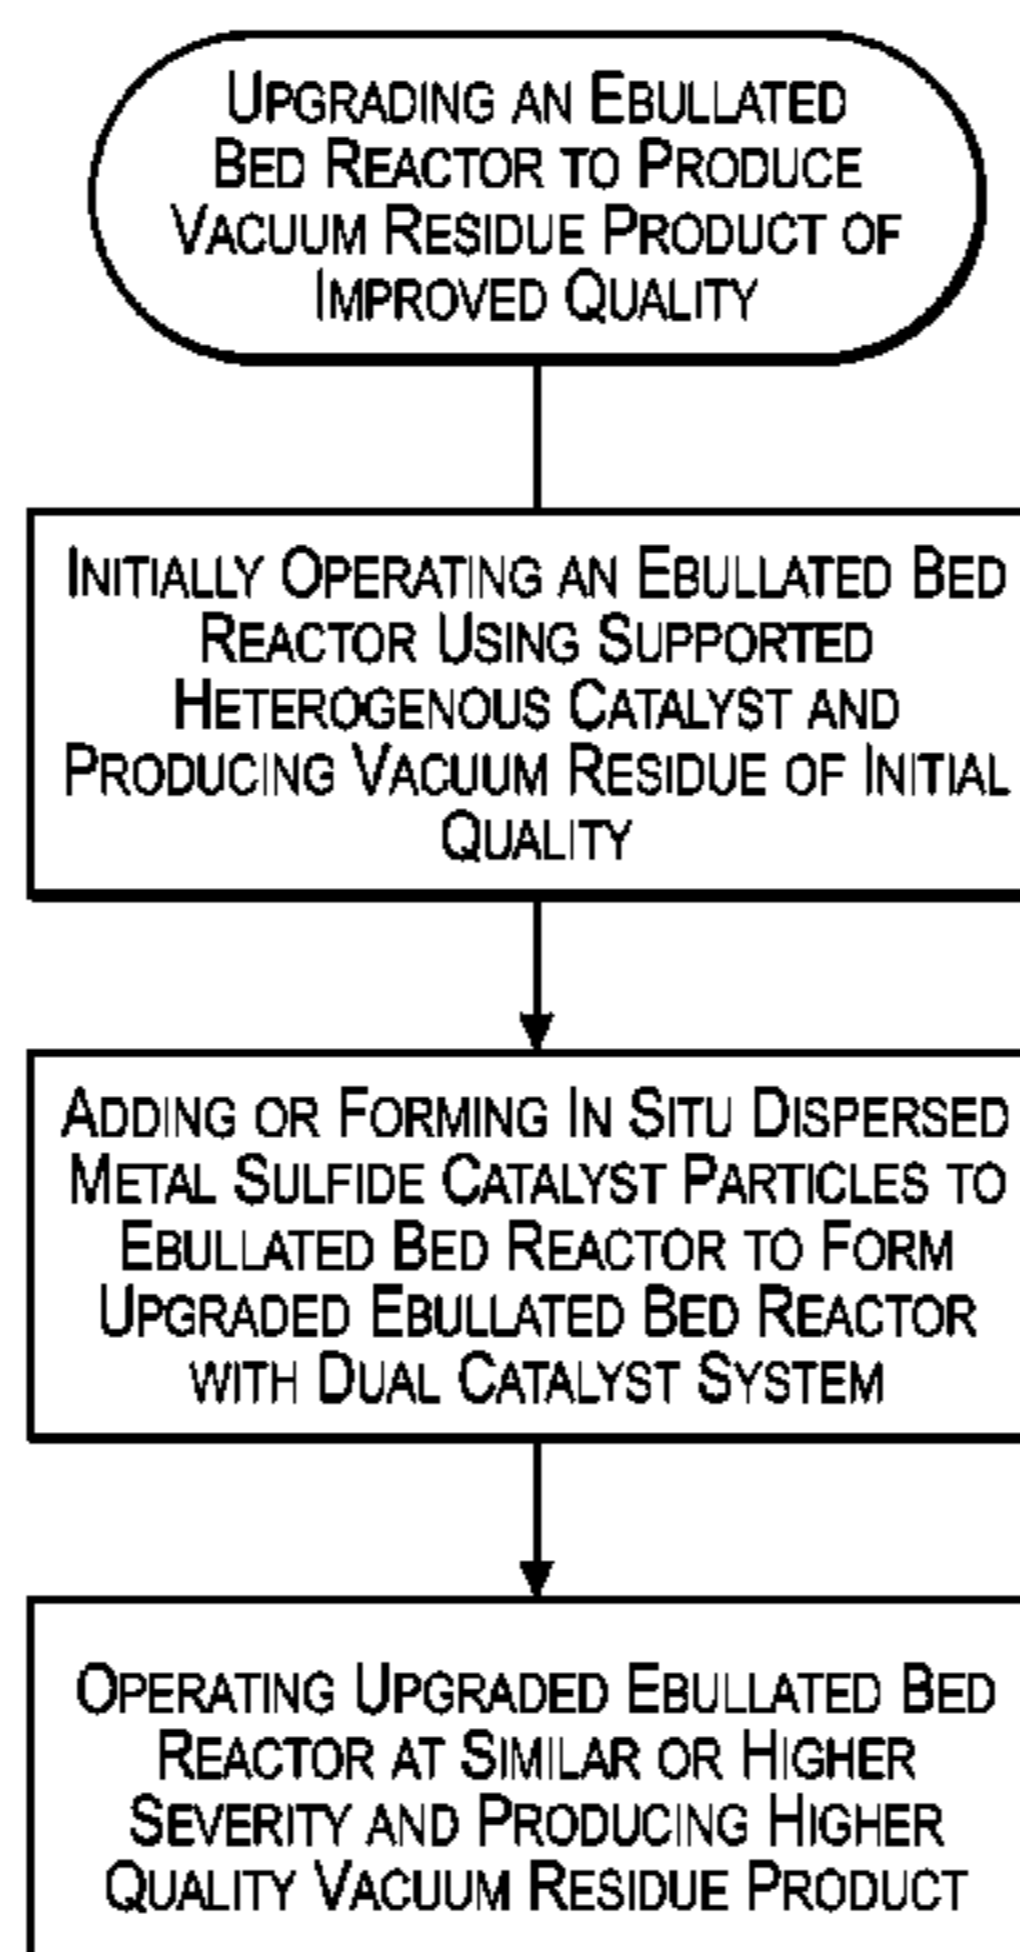 UPGRADING AN EBULLATED
BED REACTOR TO PRODUCE
VACUUM RESIDUE PRODUCT OF
IMPROVED QUALITY
INITIALLY OPERATING AN EBULLATED BED
REACTOR USING SUPPORTED
HETEROGENOUS CATALYST AND
PRODUCING VACUUM RESIDUE OF INITIAL
QUALITY
ADDING OR FORMING IN SITU DISPERSED
METAL SULFIDE CATALYST PARTICLES TO
EBULLATED BED REACTOR TO FORM
UPGRADED EBULLATED BED REACTOR
WITH DUAL CATALYST SYSTEM
OPERATING UPGRADED EBULLATED BED
REACTOR AT SIMILAR OR HIGHER
SEVERITY AND PRODUCING HIGHER
QUALITY VACUUM RESIDUE PRODUCT